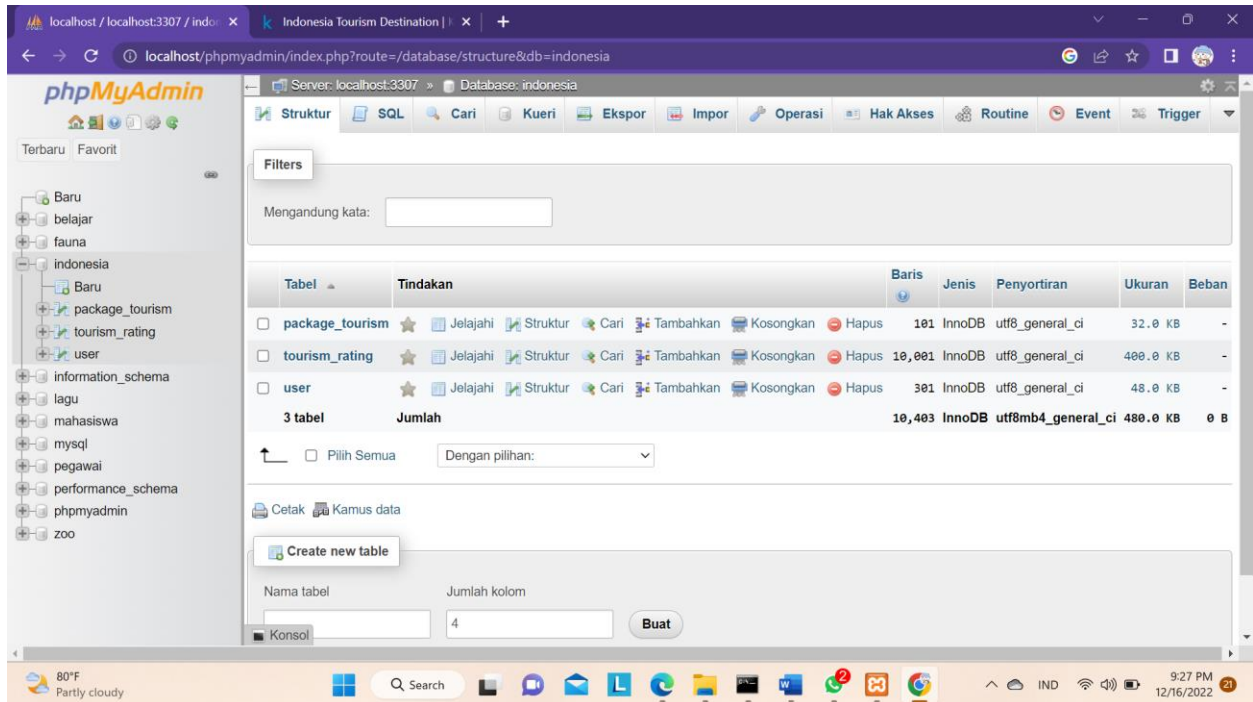 localhost / localhost:3307 / indon
Indonesia Tourism Destination |
localhost/phpmyadmin/index.php?route=/database/structure&db=indonesia
phpMyAdmin
Terbaru Favorit
Baru
belajar
fauna
indonesia
Baru
package_tourism
tourism_rating
user
information_schema
lagu
mahasiswa
mysql
pegawai
performance_schema
phpmyadmin
zoo
Server: localhost:3307 » Database: indonesia
Struktur SQL Cari Kueri Ekspor Impor Operasi Hak Akses Routine Event Trigger
Filters
Mengandung kata:
Tabel Tindakan Baris Jenis Penyortiran Ukuran Beban
package_tourism Jelajahi Struktur Cari Tambahkan Kosongkan Hapus 101 InnoDB utf8_general_ci 32.0 KB -
tourism_rating Jelajahi Struktur Cari Tambahkan Kosongkan Hapus 10,001 InnoDB utf8_general_ci 400.0 KB -
user Jelajahi Struktur Cari Tambahkan Kosongkan Hapus 301 InnoDB utf8_general_ci 48.0 KB -
3 tabel Jumlah 10,403 InnoDB utf8mb4_general_ci 480.0 KB 0 B
Pilih Semua Dengan pilihan:
Cetak Kamus data
Create new table
Nama tabel Jumlah kolom
4 Buat
Konsol
80°F
Partly cloudy
Search
2
IND
9:27 PM
12/16/2022
21